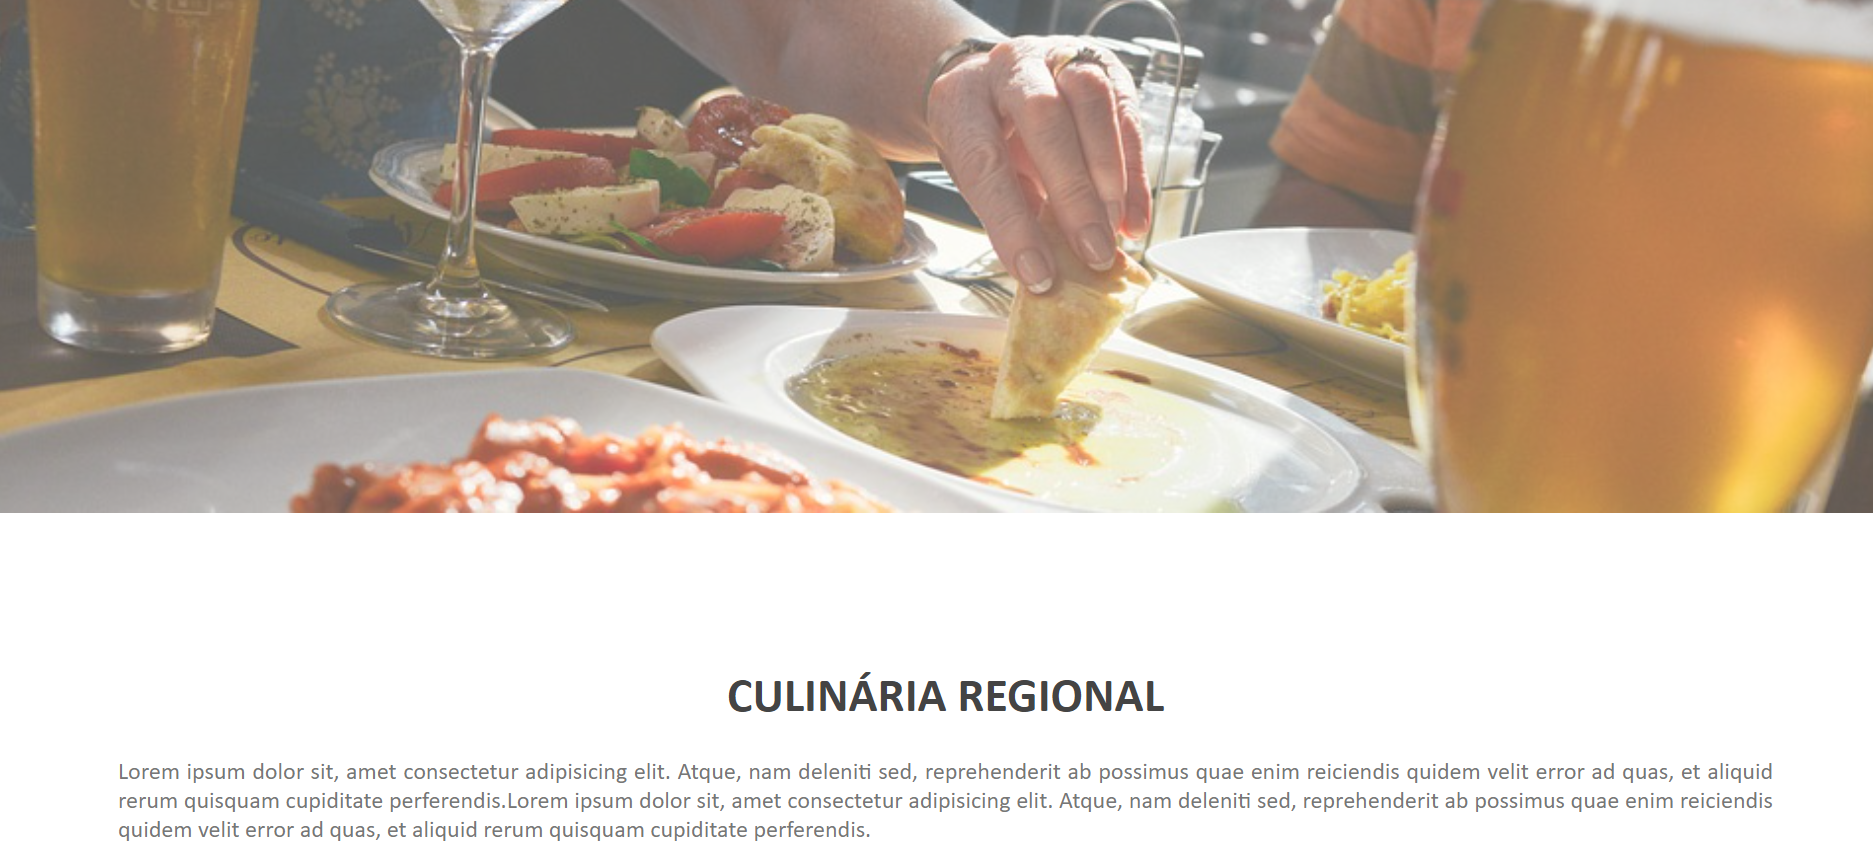 CULINÁRIA REGIONAL
Lorem ipsum dolor sit, amet consectetur adipisicing elit. Atque, nam deleniti sed, reprehenderit ab possimus quae enim reiciendis quidem velit error ad quas, et aliquid
rerum quisquam cupiditate perferendis.Lorem ipsum dolor sit, amet consectetur adipisicing elit. Atque, nam deleniti sed, reprehenderit ab possimus quae enim reiciendis
quidem velit error ad quas, et aliquid rerum quisquam cupiditate perferendis.